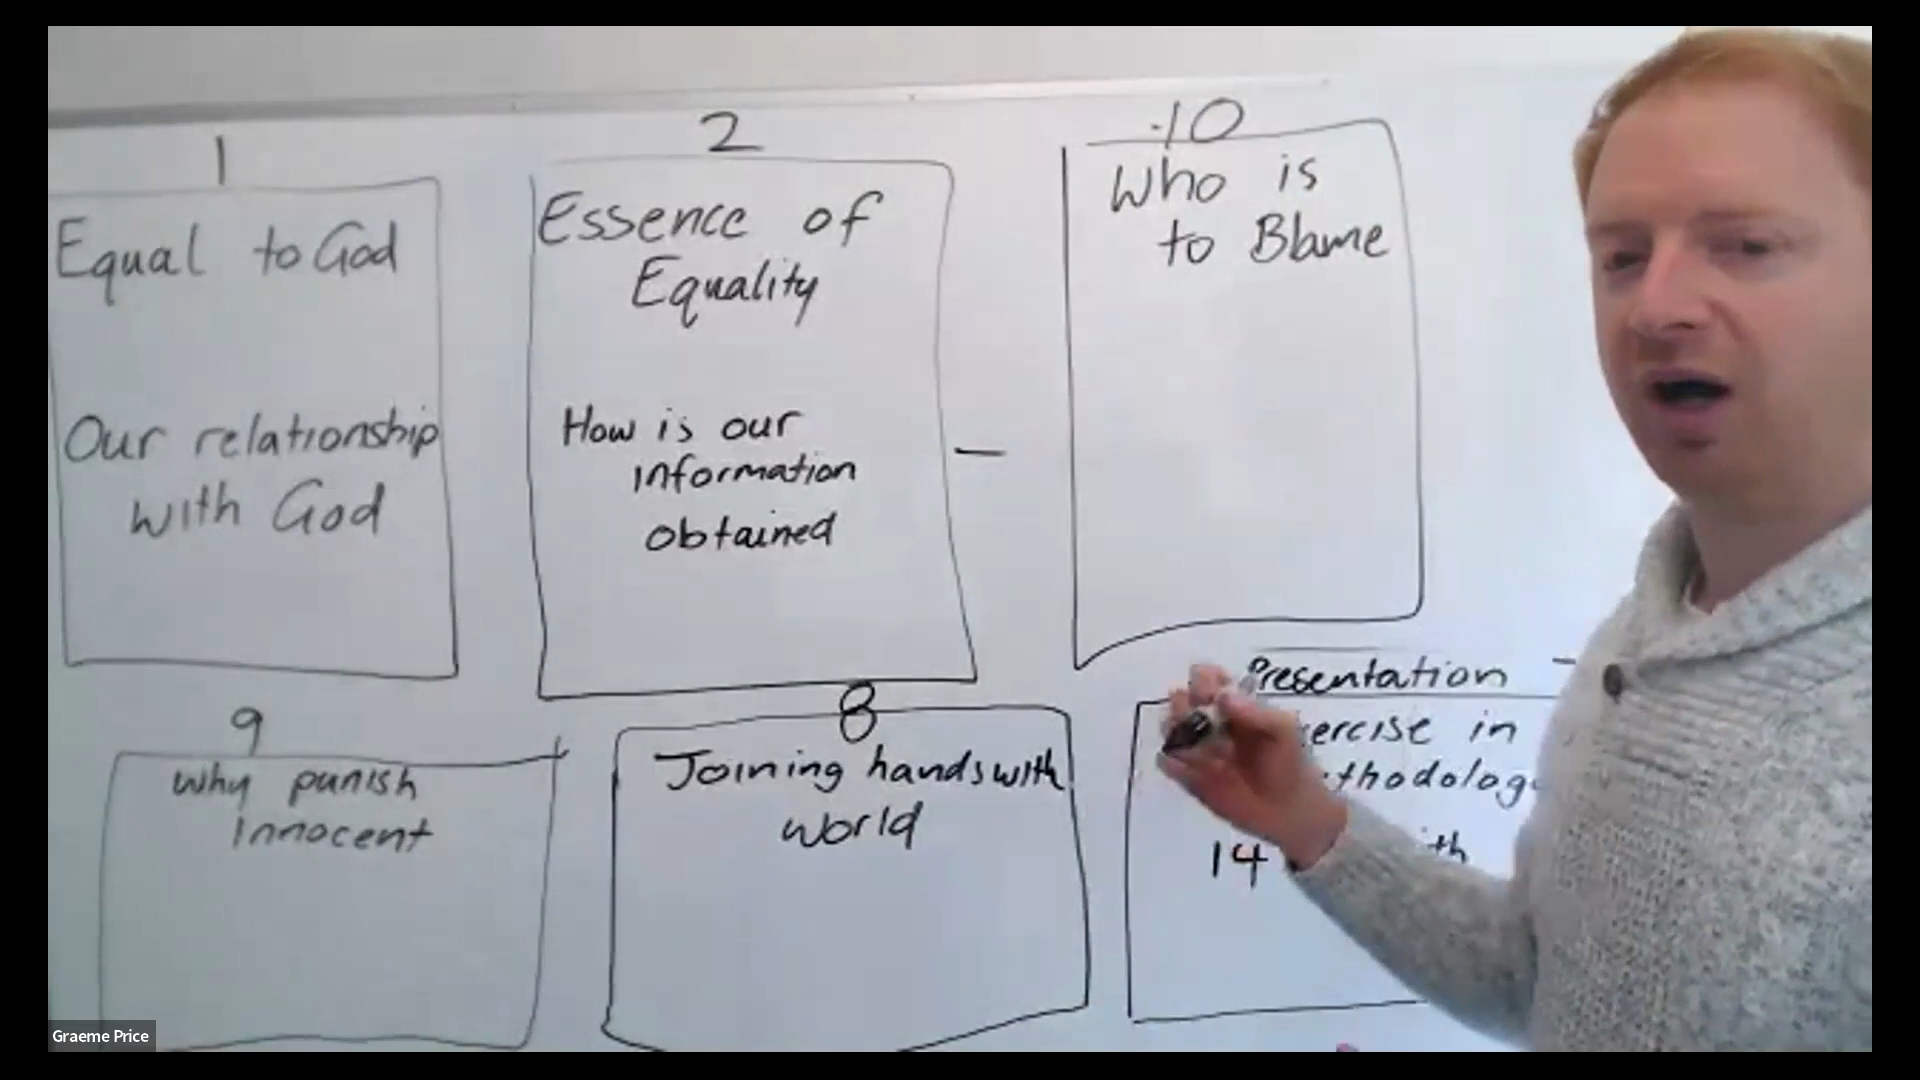 1
Equal to God
Our relationship
with God
2
Essence of
Equality
How is our
information
obtained
10
Who is
to Blame
9
Why punish
Innocent
8
Joining hands with
world
Presentation
in
14
Graeme Price